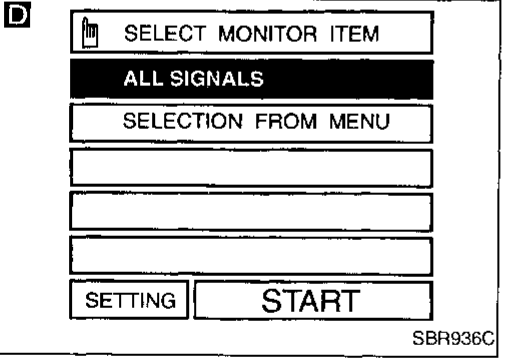 D
SELECT MONITOR ITEM
ALL SIGNALS
SELECTION FROM MENU
SETTING START
SBR936C